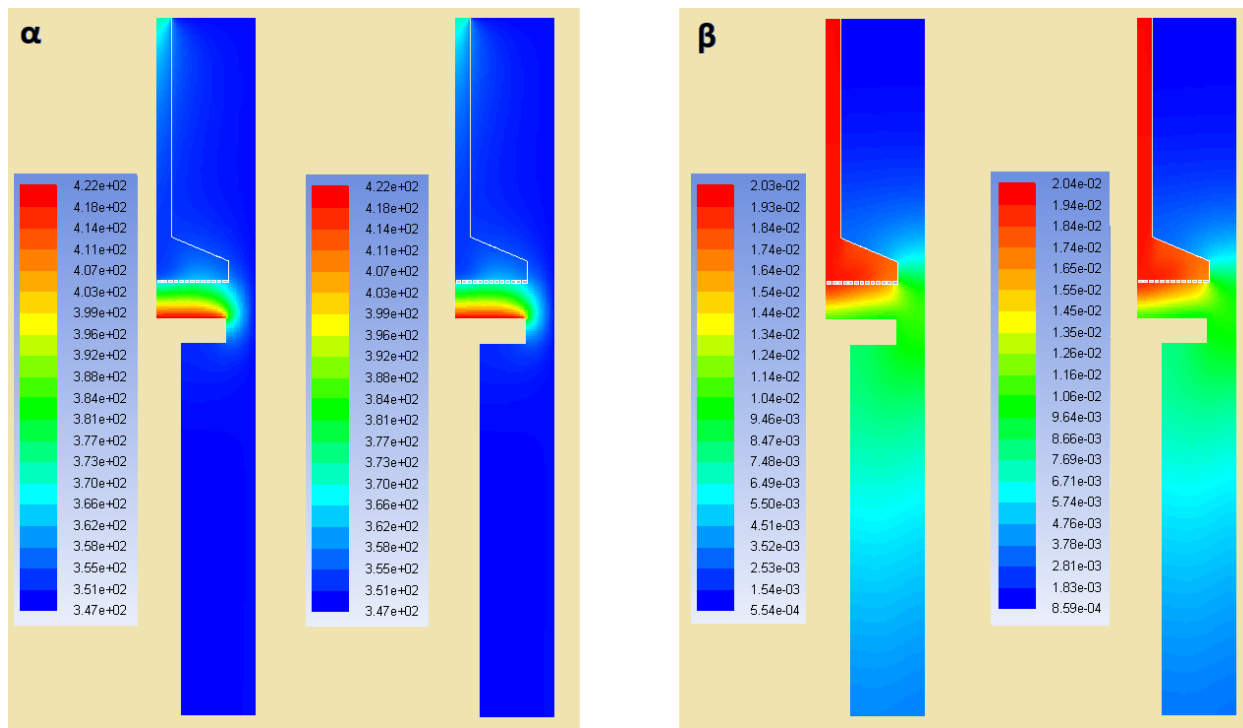 α
4.22e+02
4.18e+02
4.14e+02
4.11e+02
4.07e+02
4.03e+02
3.99e+02
3.96e+02
3.92e+02
3.88e+02
3.84e+02
3.81e+02
3.77e+02
3.73e+02
3.70e+02
3.66e+02
3.62e+02
3.58e+02
3.55e+02
3.51e+02
3.47e+02
4.22e+02
4.18e+02
4.14e+02
4.11e+02
4.07e+02
4.03e+02
3.99e+02
3.96e+02
3.92e+02
3.88e+02
3.84e+02
3.81e+02
3.77e+02
3.73e+02
3.70e+02
3.66e+02
3.62e+02
3.58e+02
3.55e+02
3.51e+02
3.47e+02
β
2.03e-02
1.93e-02
1.84e-02
1.74e-02
1.64e-02
1.54e-02
1.44e-02
1.34e-02
1.24e-02
1.14e-02
1.04e-02
9.46e-03
8.47e-03
7.48e-03
6.49e-03
5.50e-03
4.51e-03
3.52e-03
2.53e-03
1.54e-03
5.54e-04
2.04e-02
1.94e-02
1.84e-02
1.74e-02
1.65e-02
1.55e-02
1.45e-02
1.35e-02
1.26e-02
1.16e-02
1.06e-02
9.64e-03
8.66e-03
7.69e-03
6.71e-03
5.74e-03
4.76e-03
3.78e-03
2.81e-03
1.83e-03
8.59e-04